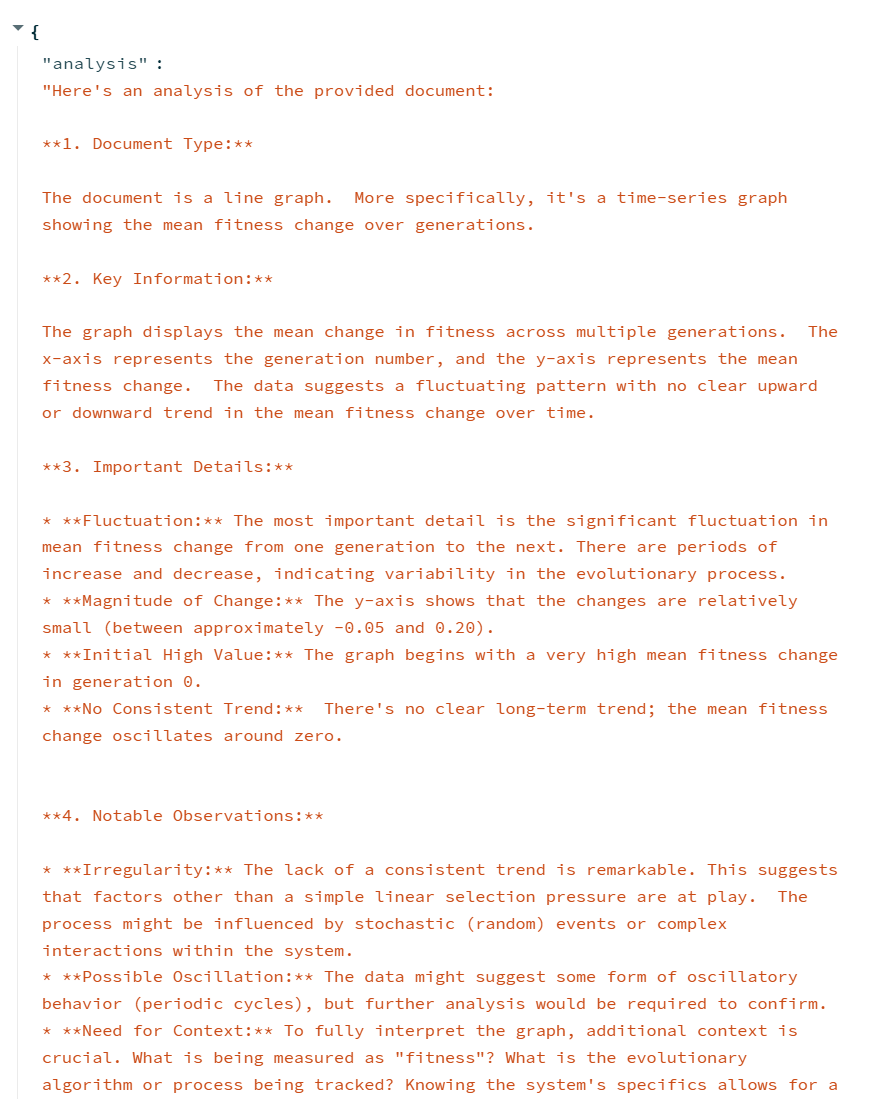 {
"analysis" :
"Here's an analysis of the provided document:
**1. Document Type:**
The document is a line graph.  More specifically, it's a time-series graph
showing the mean fitness change over generations.
**2. Key Information:**
The graph displays the mean change in fitness across multiple generations.  The
x-axis represents the generation number, and the y-axis represents the mean
fitness change.  The data suggests a fluctuating pattern with no clear upward
or downward trend in the mean fitness change over time.
**3. Important Details:**
* **Fluctuation:** The most important detail is the significant fluctuation in
mean fitness change from one generation to the next. There are periods of
increase and decrease, indicating variability in the evolutionary process.
* **Magnitude of Change:** The y-axis shows that the changes are relatively
small (between approximately -0.05 and 0.20).
* **Initial High Value:** The graph begins with a very high mean fitness change
in generation 0.
* **No Consistent Trend:**  There's no clear long-term trend; the mean fitness
change oscillates around zero.
**4. Notable Observations:**
* **Irregularity:** The lack of a consistent trend is remarkable. This suggests
that factors other than a simple linear selection pressure are at play.  The
process might be influenced by stochastic (random) events or complex
interactions within the system.
* **Possible Oscillation:** The data might suggest some form of oscillatory
behavior (periodic cycles), but further analysis would be required to confirm.
* **Need for Context:** To fully interpret the graph, additional context is
crucial. What is being measured as "fitness"? What is the evolutionary
algorithm or process being tracked? Knowing the system's specifics allows for a